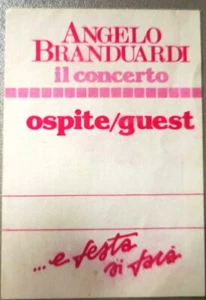 ANGELO
BRANDUARDI
il concerto
ospite/guest
...e festa
si farà